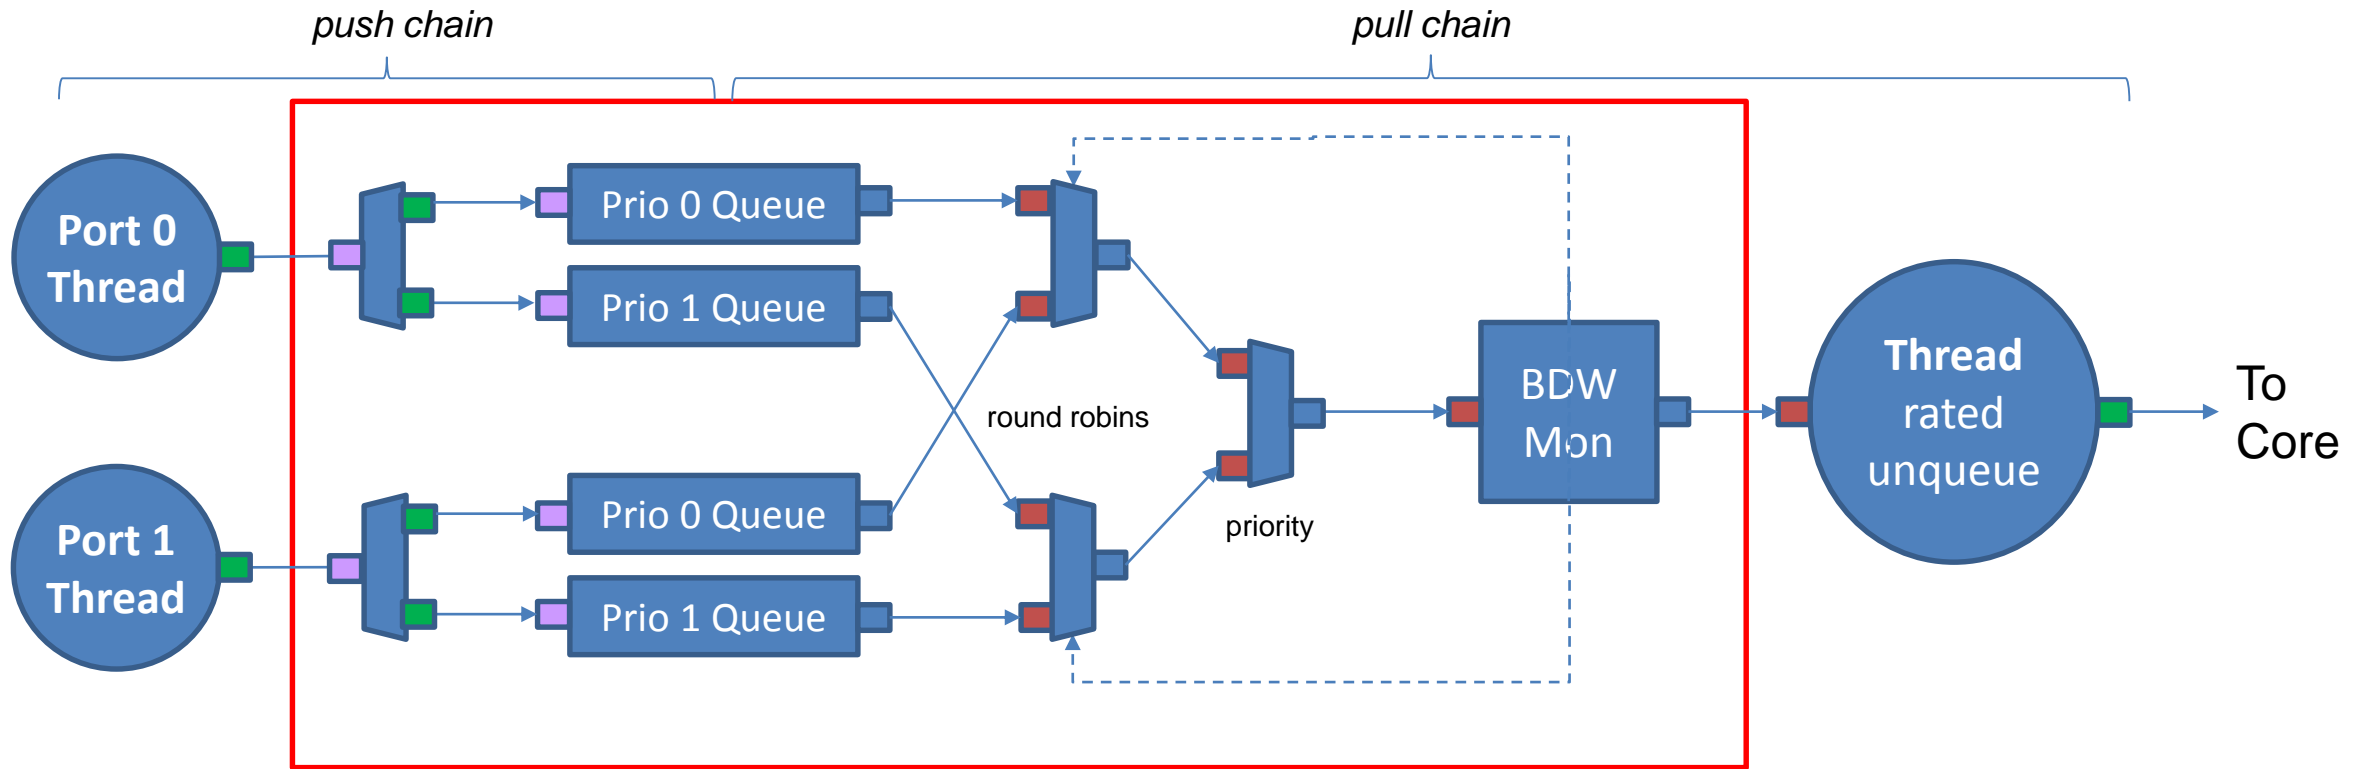 push chain
pull chain
Port 0
Thread
Prio 0 Queue
Prio 1 Queue
round robins
priority
BDW
Mon
Thread
rated
unqueue
To
Core
Port 1
Thread
Prio 0 Queue
Prio 1 Queue